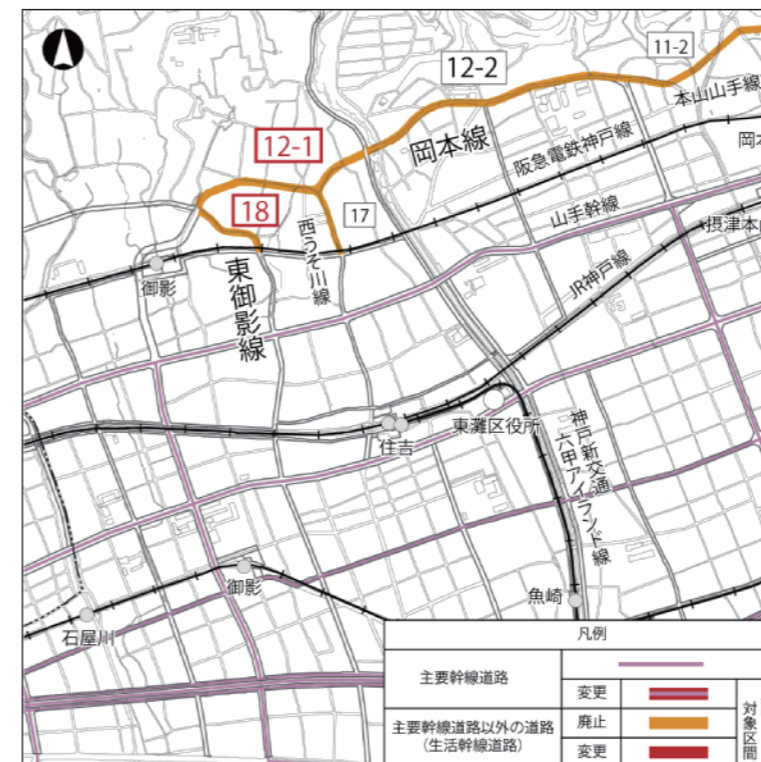 11-2
12-2
本山山手線
岡本線
阪急電鉄神戸線
岡本
12-1
18
17
山手幹線
西うそ川線
摂津本山
御影
東御影線
JR神戸線
住吉
東灘区役所
神戸新交通
六甲アイランド線
御影
魚崎
石屋川
凡例
主要幹線道路
変更
主要幹線道路以外の道路
(生活幹線道路)
廃止
変更
対象区間